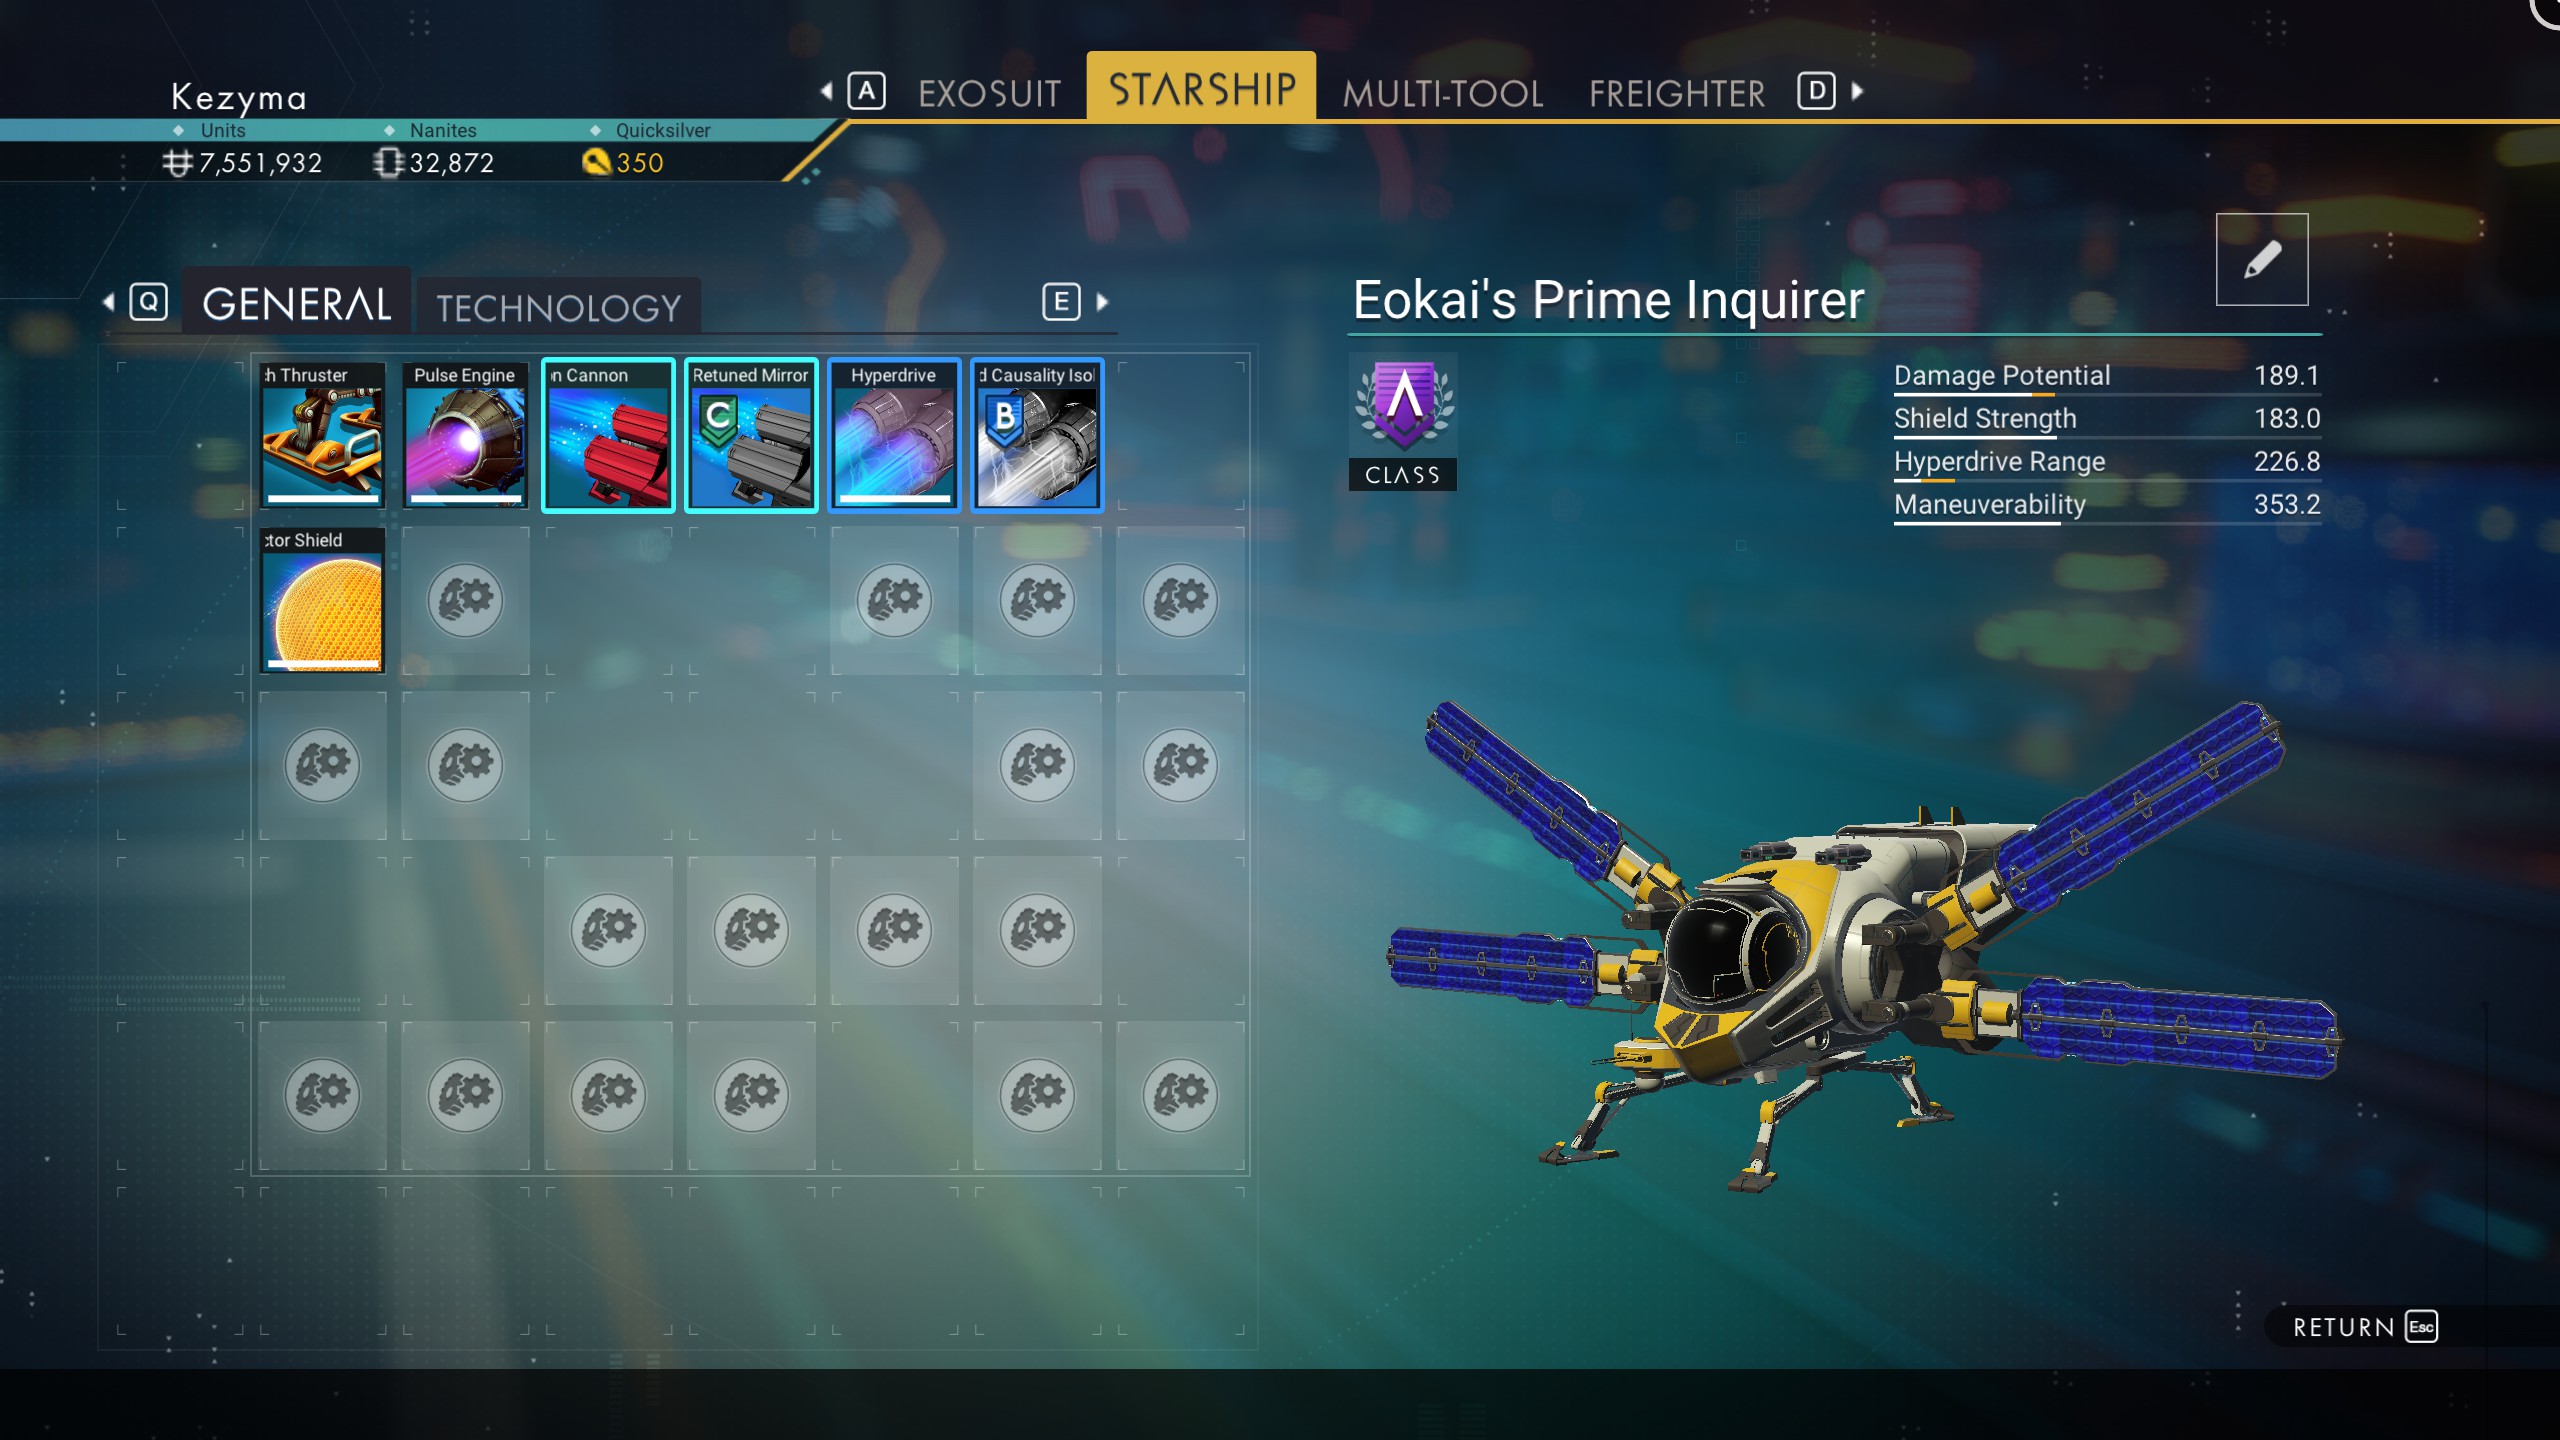 Kezyma
Units Nanites Quicksilver
7,551,932 32,872 350
A EXOSUIT STARSHIP MULTI-TOOL FREIGHTER D
Q GENERAL TECHNOLOGY E
h Thruster Pulse Engine n Cannon Retuned Mirror Hyperdrive d Causality Isol
C B
ctor Shield
Eokai's Prime Inquirer
A
CLASS
Damage Potential 189.1
Shield Strength 183.0
Hyperdrive Range 226.8
Maneuverability 353.2
RETURN Esc